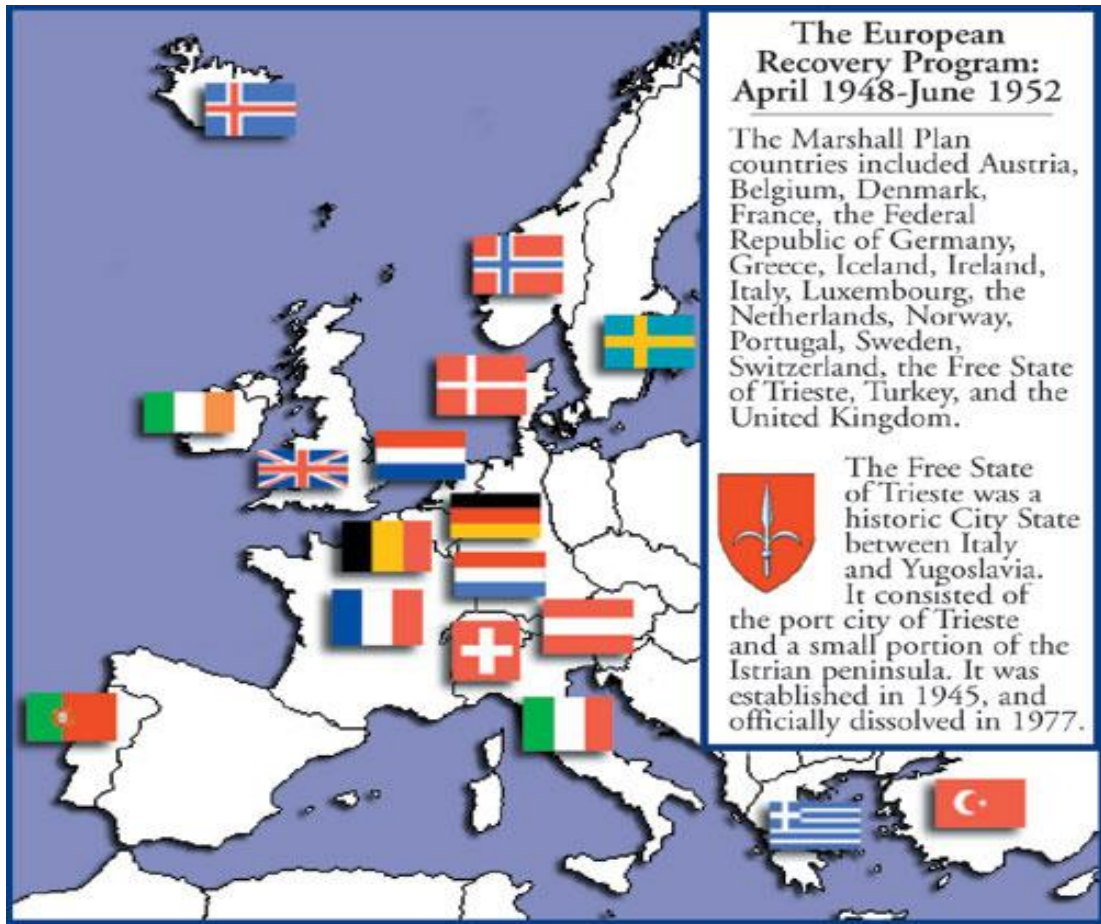 The European
Recovery Program:
April 1948-June 1952
The Marshall Plan
countries included Austria,
Belgium, Denmark,
France, the Federal
Republic of Germany,
Greece, Iceland, Ireland,
Italy, Luxembourg, the
Netherlands, Norway,
Portugal, Sweden,
Switzerland, the Free State
of Trieste, Turkey, and the
United Kingdom.
The Free State
of Trieste was a
historic City State
between Italy
and Yugoslavia.
It consisted of
the port city of Trieste
and a small portion of the
Istrian peninsula. It was
established in 1945, and
officially dissolved in 1977.